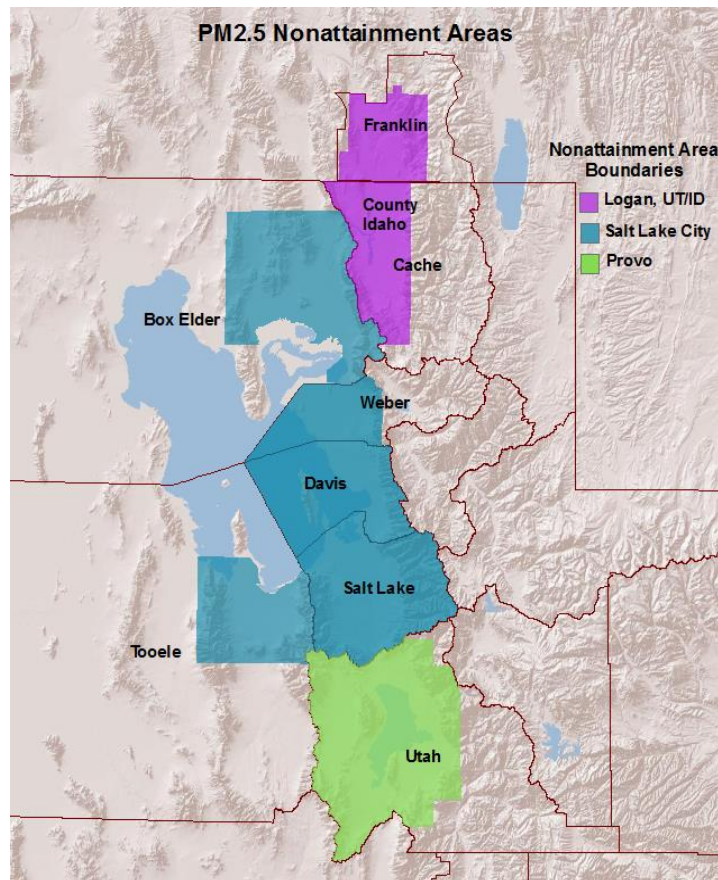 PM2.5 Nonattainment Areas
Franklin
Nonattainment Area
Boundaries
Logan, UT/ID
Salt Lake City
Provo
County
Idaho
Cache
Box Elder
Weber
Davis
Salt Lake
Tooele
Utah